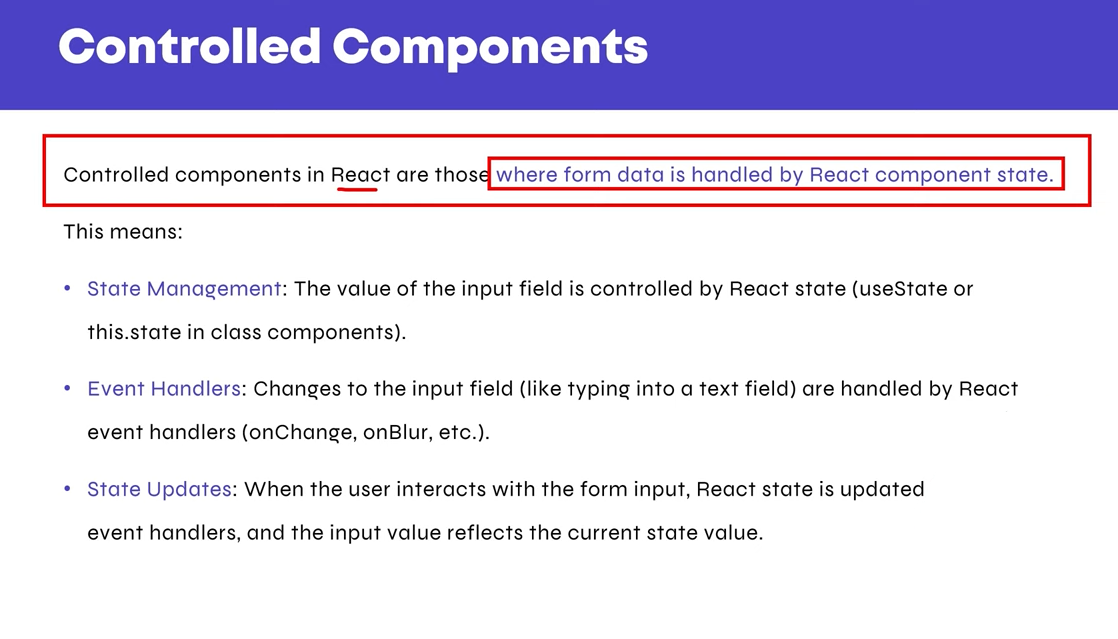 Controlled Components
Controlled components in React are those where form data is handled by React component state.
This means:
• State Management: The value of the input field is controlled by React state (useState or
this.state in class components).
• Event Handlers: Changes to the input field (like typing into a text field) are handled by React
event handlers (onChange, onBlur, etc.).
• State Updates: When the user interacts with the form input, React state is updated
event handlers, and the input value reflects the current state value.